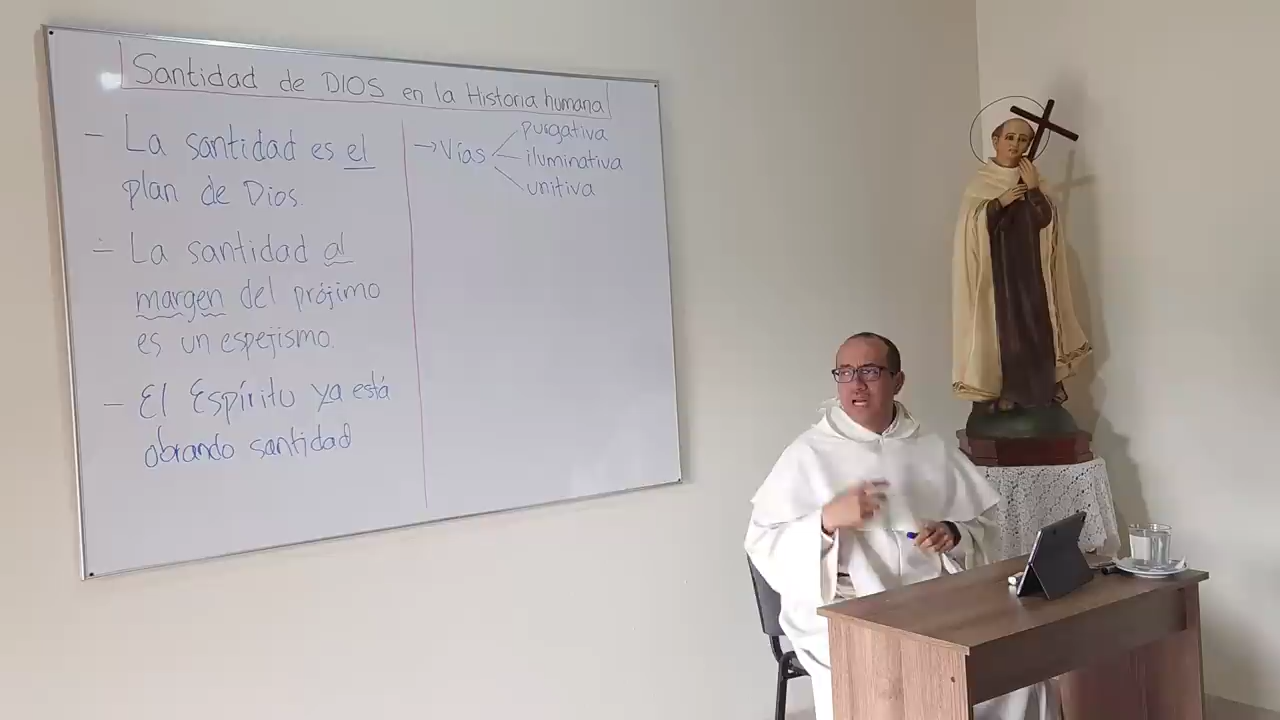 Santidad de DIOS en la Historia humana
- La santidad es el
plan de Dios.
- La santidad al
margen del prójimo
es un espejismo.
- El Espíritu ya está
obrando santidad
→ Vías
purgativa
iluminativa
unitiva